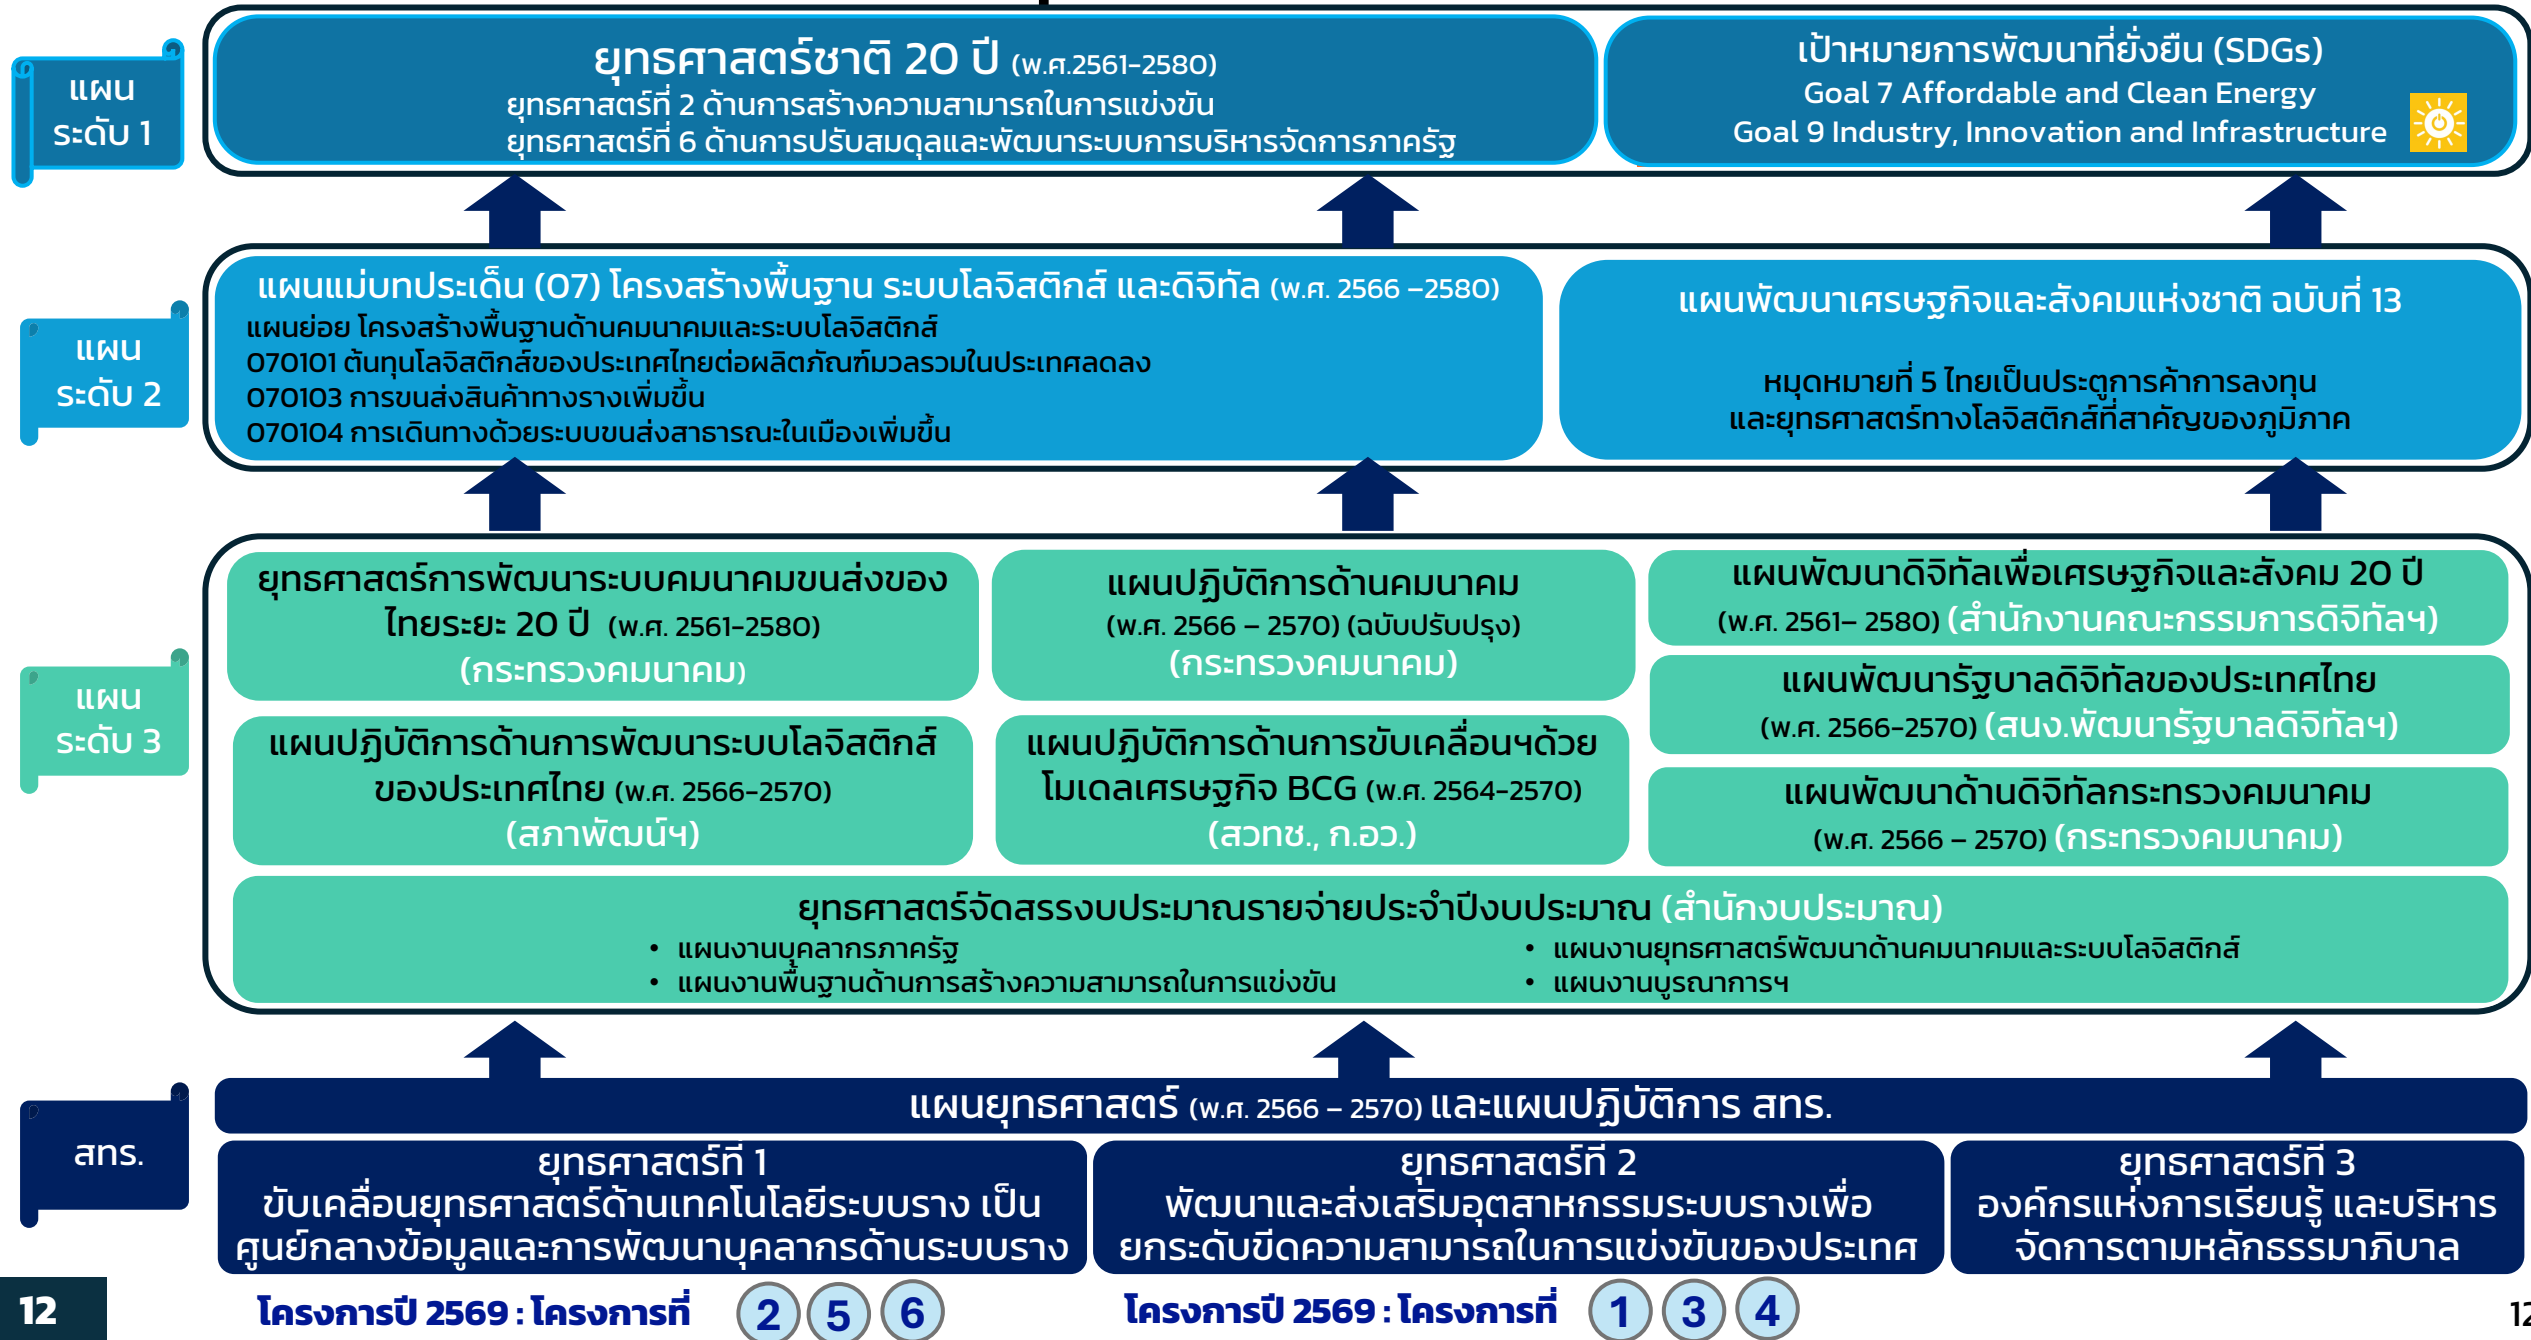 แผน
ระดับ 1
ยุทธศาสตร์ชาติ 20 ปี (พ.ศ.2561-2580)
ยุทธศาสตร์ที่ 2 ด้านการสร้างความสามารถในการแข่งขัน
ยุทธศาสตร์ที่ 6 ด้านการปรับสมดุลและพัฒนาระบบการบริหารจัดการภาครัฐ
เป้าหมายการพัฒนาที่ยั่งยืน (SDGs)
Goal 7 Affordable and Clean Energy
Goal 9 Industry, Innovation and Infrastructure
แผน
ระดับ 2
แผนแม่บทประเด็น (07) โครงสร้างพื้นฐาน ระบบโลจิสติกส์ และดิจิทัล (พ.ศ. 2566 –2580)
แผนย่อย โครงสร้างพื้นฐานด้านคมนาคมและระบบโลจิสติกส์
070101 ต้นทุนโลจิสติกส์ของประเทศไทยต่อผลิตภัณฑ์มวลรวมในประเทศลดลง
070103 การขนส่งสินค้าทางรางเพิ่มขึ้น
070104 การเดินทางด้วยระบบขนส่งสาธารณะในเมืองเพิ่มขึ้น
แผนพัฒนาเศรษฐกิจและสังคมแห่งชาติ ฉบับที่ 13
หมุดหมายที่ 5 ไทยเป็นประตูการค้าการลงทุน
และยุทธศาสตร์ทางโลจิสติกส์ที่สาคัญของภูมิภาค
แผน
ระดับ 3
ยุทธศาสตร์การพัฒนาระบบคมนาคมขนส่งของ
ไทยระยะ 20 ปี (พ.ศ. 2561-2580)
(กระทรวงคมนาคม)
แผนปฏิบัติการด้านคมนาคม
(พ.ศ. 2566 – 2570) (ฉบับปรับปรุง)
(กระทรวงคมนาคม)
แผนพัฒนาดิจิทัลเพื่อเศรษฐกิจและสังคม 20 ปี
(พ.ศ. 2561– 2580) (สำนักงานคณะกรรมการดิจิทัลฯ)
แผนพัฒนารัฐบาลดิจิทัลของประเทศไทย
(พ.ศ. 2566-2570) (สนง.พัฒนารัฐบาลดิจิทัลฯ)
แผนปฏิบัติการด้านการพัฒนาระบบโลจิสติกส์
ของประเทศไทย (พ.ศ. 2566-2570)
(สภาพัฒน์ฯ)
แผนปฏิบัติการด้านการขับเคลื่อนฯด้วย
โมเดลเศรษฐกิจ BCG (พ.ศ. 2564-2570)
(สวทช., ก.อว.)
แผนพัฒนาด้านดิจิทัลกระทรวงคมนาคม
(พ.ศ. 2566 – 2570) (กระทรวงคมนาคม)
ยุทธศาสตร์จัดสรรงบประมาณรายจ่ายประจำปีงบประมาณ (สำนักงบประมาณ)
• แผนงานบุคลากรภาครัฐ
• แผนงานพื้นฐานด้านการสร้างความสามารถในการแข่งขัน
• แผนงานยุทธศาสตร์พัฒนาด้านคมนาคมและระบบโลจิสติกส์
• แผนงานบูรณาการฯ
สทร.
แผนยุทธศาสตร์ (พ.ศ. 2566 – 2570) และแผนปฏิบัติการ สทร.
ยุทธศาสตร์ที่ 1
ขับเคลื่อนยุทธศาสตร์ด้านเทคโนโลยีระบบราง เป็น
ศูนย์กลางข้อมูลและการพัฒนาบุคลากรด้านระบบราง
ยุทธศาสตร์ที่ 2
พัฒนาและส่งเสริมอุตสาหกรรมระบบรางเพื่อ
ยกระดับขีดความสามารถในการแข่งขันของประเทศ
ยุทธศาสตร์ที่ 3
องค์กรแห่งการเรียนรู้ และบริหาร
จัดการตามหลักธรรมาภิบาล
12
โครงการปี 2569 : โครงการที่ 2 5 6
โครงการปี 2569 : โครงการที่ 1 3 4
12